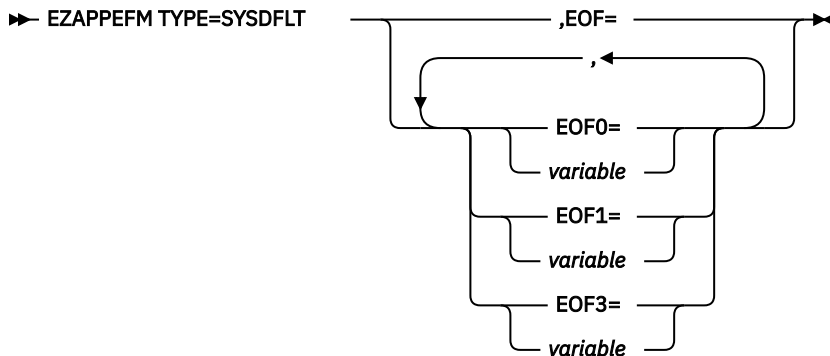 EZAPPEFM TYPE=SYSDFLT ,EOF=
,
EOF0=
variable
EOF1=
variable
EOF3=
variable